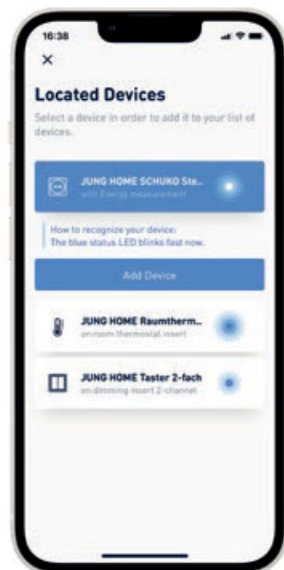 16:38
Located Devices
Select a device in order to add it to your list of
devices.
JUNG HOME SCHUKO Ste..
with Energy measurement
How to recognize your device:
The blue status LED blinks fast now.
Add Device
JUNG HOME Raumtherm..
on room thermostat insert
JUNG HOME Taster 2-fach
on dimming insert 2-channel